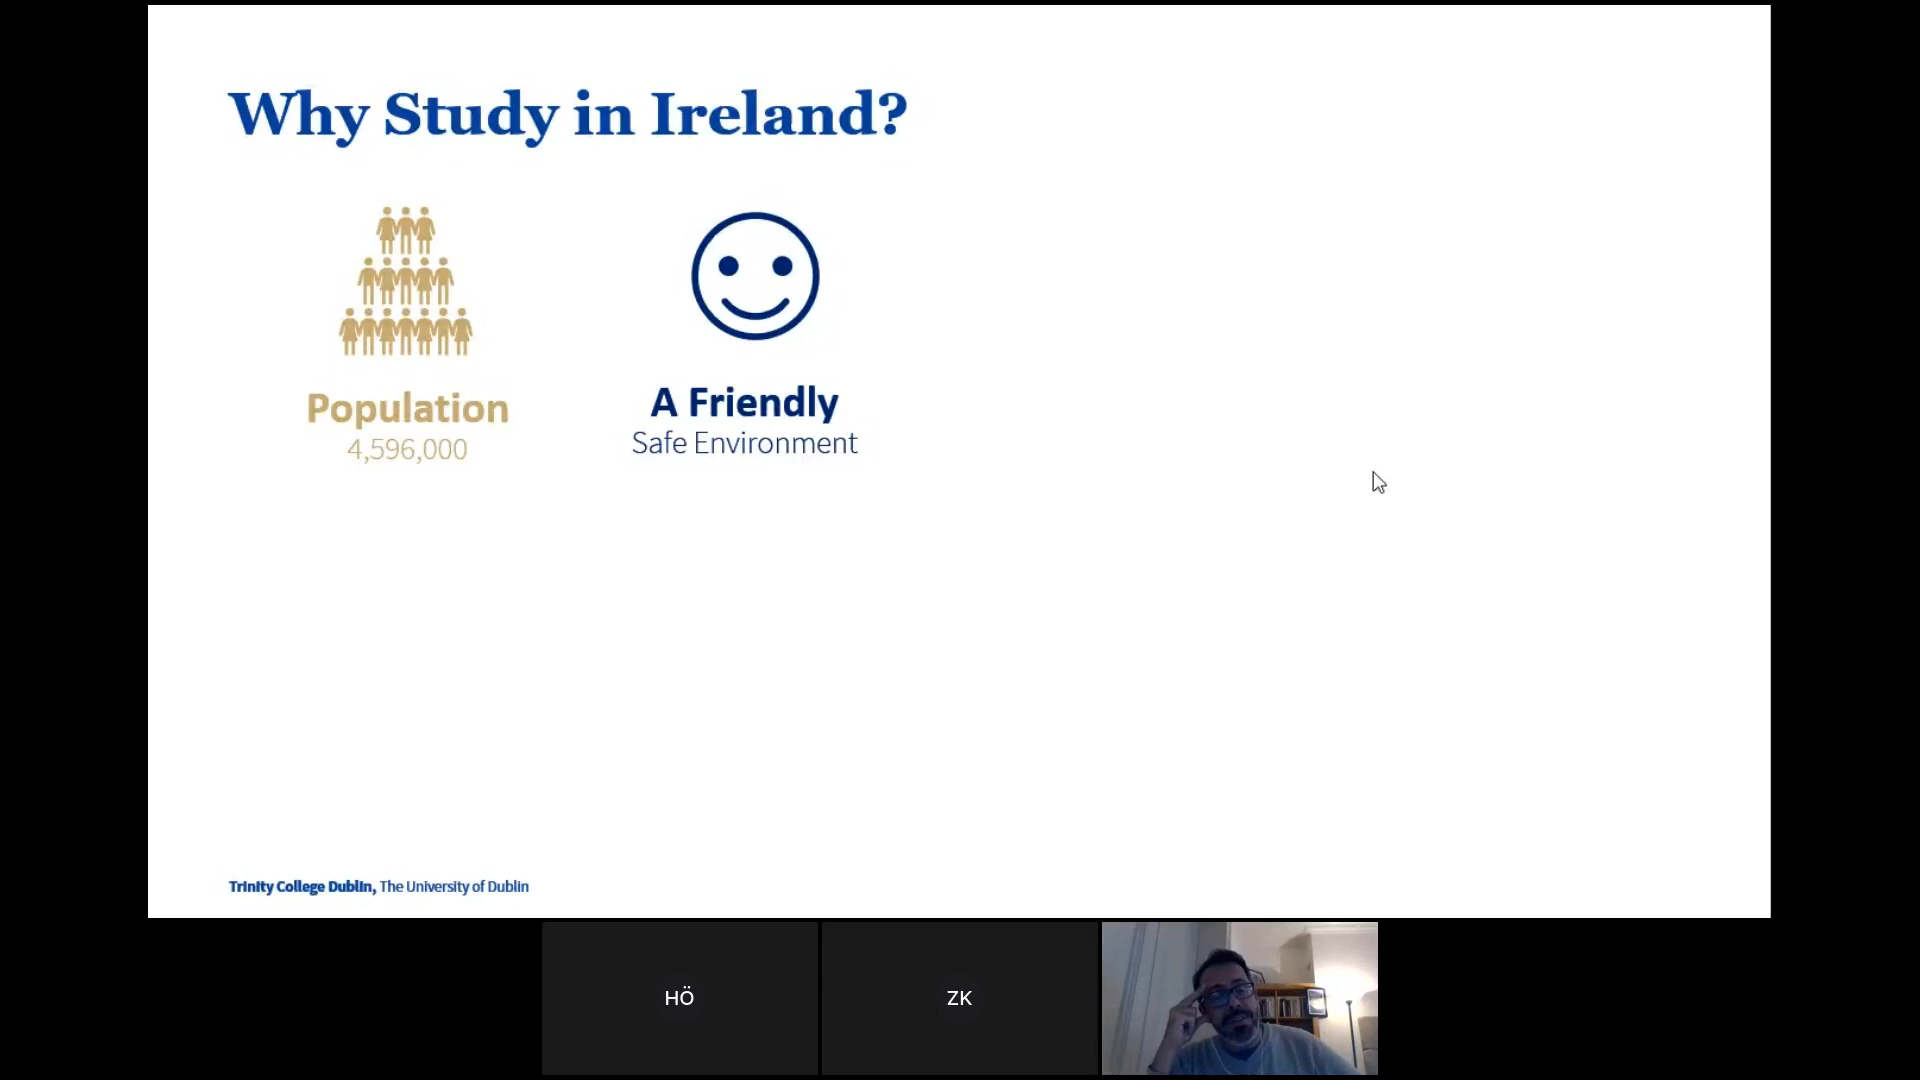 Why Study in Ireland?
Population
4,596,000
A Friendly
Safe Environment
Trinity College Dublin, The University of Dublin
HÖ
ZK